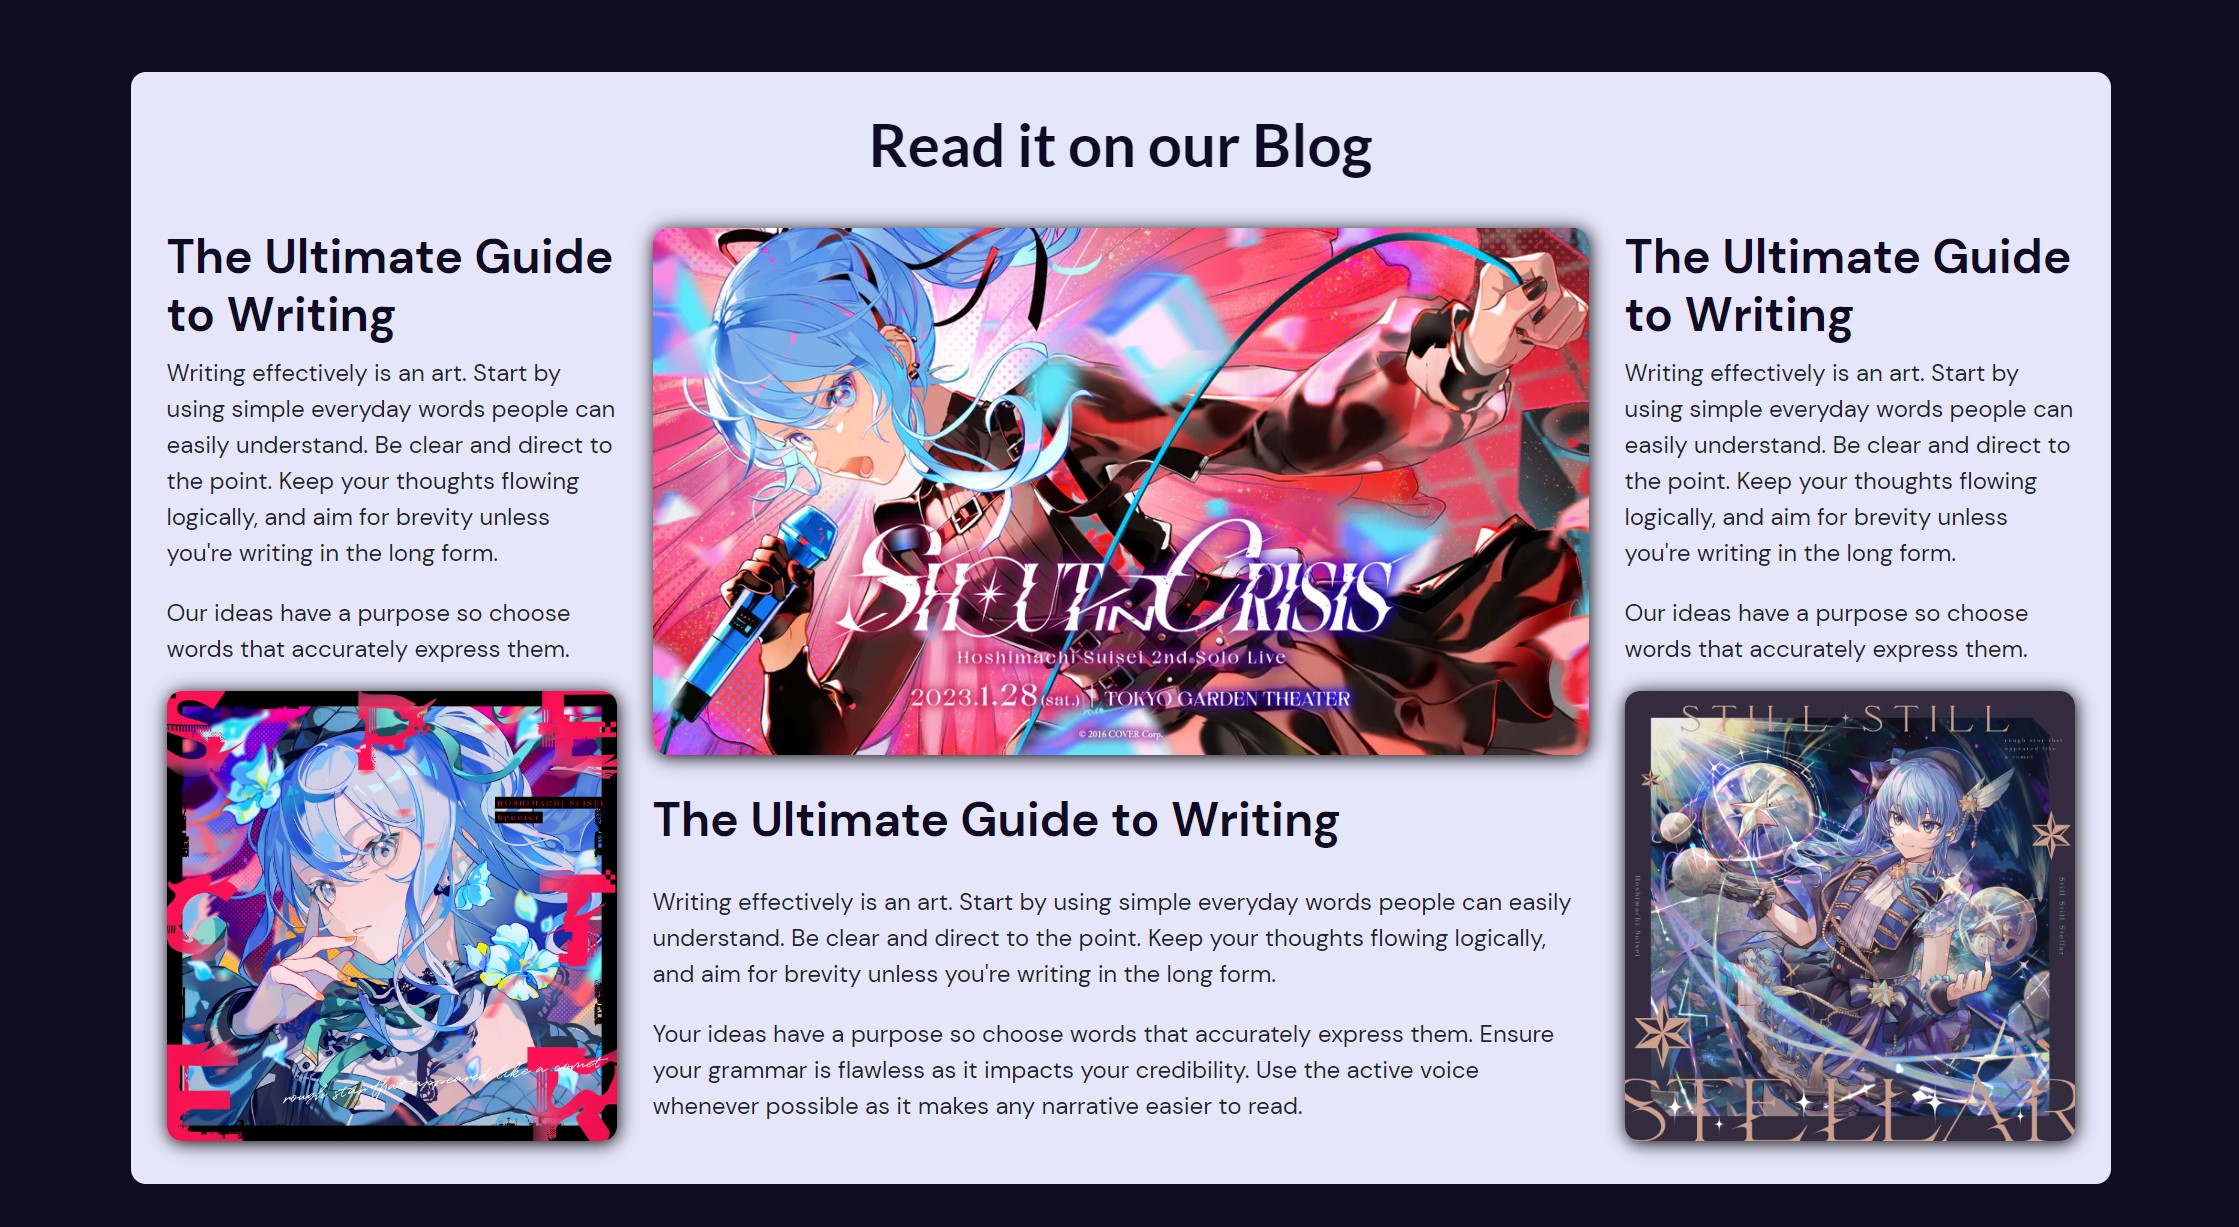 Read it on our Blog
The Ultimate Guide
to Writing
Writing effectively is an art. Start by
using simple everyday words people can
easily understand. Be clear and direct to
the point. Keep your thoughts flowing
logically, and aim for brevity unless
you're writing in the long form.
Our ideas have a purpose so choose
words that accurately express them.
SPE
HOSHIMACHI SUISEI
Specter
CT
ER
rough star that appeared like a comet
SHOUT IN CRISIS
Hoshimachi Suisei 2nd Solo Live
2023.1.28(sat.) | TOKYO GARDEN THEATER
© 2016 COVER Corp.
The Ultimate Guide to Writing
Writing effectively is an art. Start by using simple everyday words people can easily
understand. Be clear and direct to the point. Keep your thoughts flowing logically,
and aim for brevity unless you're writing in the long form.
Your ideas have a purpose so choose words that accurately express them. Ensure
your grammar is flawless as it impacts your credibility. Use the active voice
whenever possible as it makes any narrative easier to read.
The Ultimate Guide
to Writing
Writing effectively is an art. Start by
using simple everyday words people can
easily understand. Be clear and direct to
the point. Keep your thoughts flowing
logically, and aim for brevity unless
you're writing in the long form.
Our ideas have a purpose so choose
words that accurately express them.
STILL STILL
rough star that
appeared like
a comet
Hoshimachi Suisei
Still Still Stellar
STELLAR